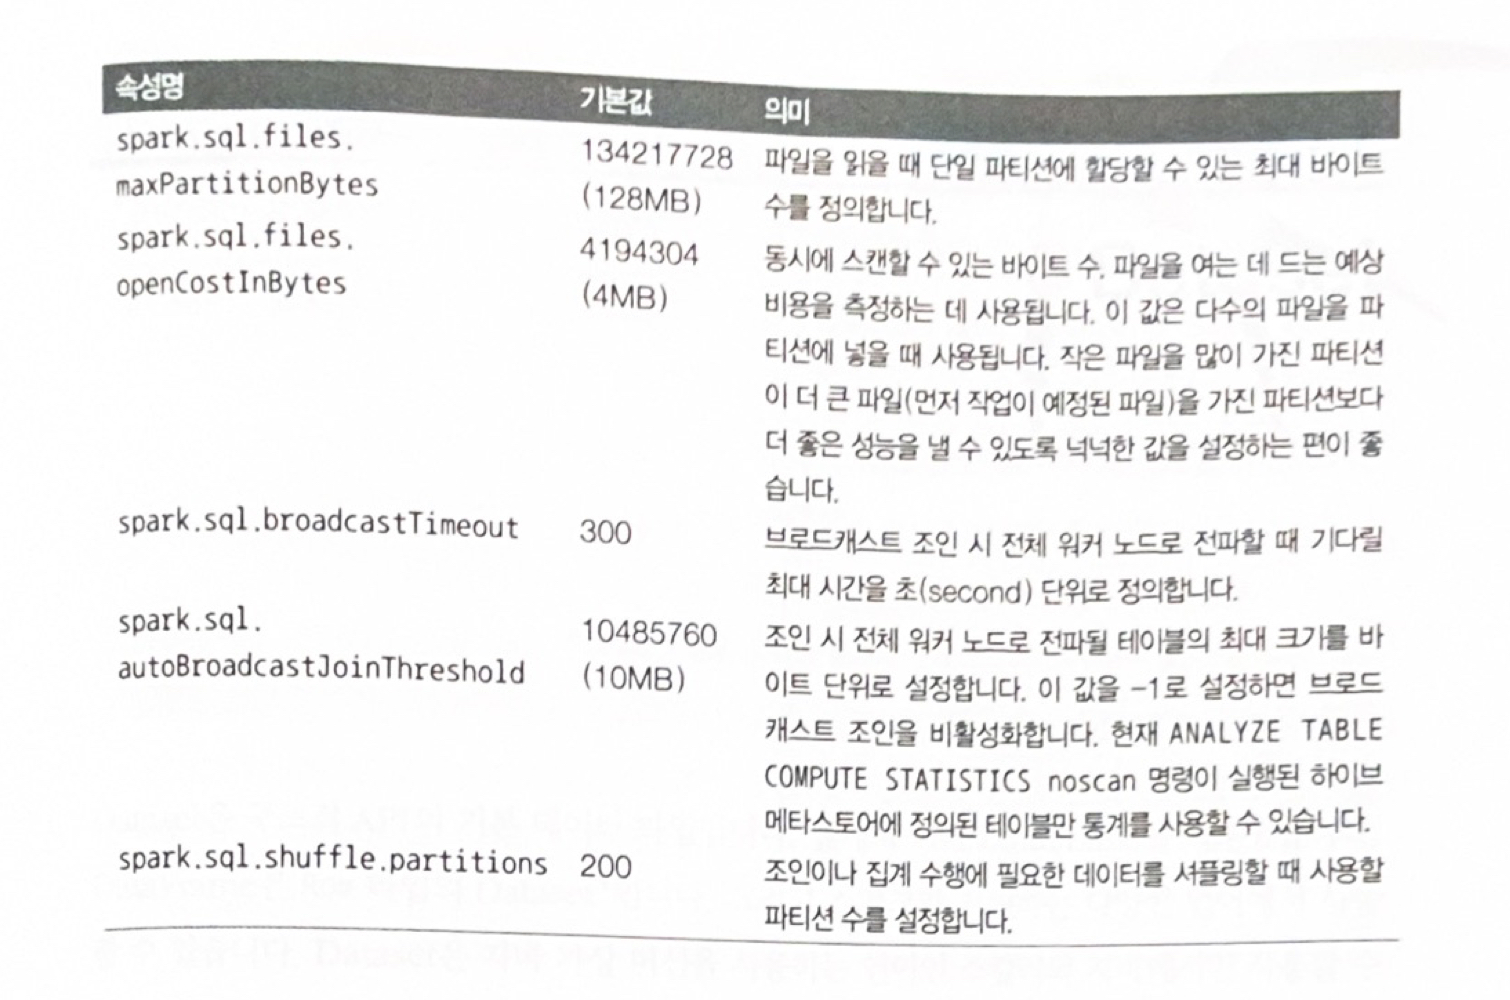 속성명 기본값 의미
spark.sql.files. 134217728 파일을 읽을 때 단일 파티션에 할당할 수 있는 최대 바이트
maxPartitionBytes (128MB) 수를 정의합니다.
spark.sql.files. 4194304 동시에 스캔할 수 있는 바이트 수. 파일을 여는 데 드는 예상
openCostInBytes (4MB) 비용을 측정하는 데 사용됩니다. 이 값은 다수의 파일을 파
티션에 넣을 때 사용됩니다. 작은 파일을 많이 가진 파티션
이 더 큰 파일(먼저 작업이 예정된 파일)을 가진 파티션보다
더 좋은 성능을 낼 수 있도록 넉넉한 값을 설정하는 편이 좋
습니다.
spark.sql.broadcastTimeout 300 브로드캐스트 조인 시 전체 워커 노드로 전파할 때 기다릴
최대 시간을 초(second) 단위로 정의합니다.
spark.sql. 10485760 조인 시 전체 워커 노드로 전파될 테이블의 최대 크기를 바
autoBroadcastJoinThreshold (10MB) 이트 단위로 설정합니다. 이 값을 –1로 설정하면 브로드
캐스트 조인을 비활성화합니다. 현재 ANALYZE TABLE
COMPUTE STATISTICS noscan 명령이 실행된 하이브
메타스토어에 정의된 테이블만 통계를 사용할 수 있습니다.
spark.sql.shuffle.partitions 200 조인이나 집계 수행에 필요한 데이터를 셔플링할 때 사용할
파티션 수를 설정합니다.